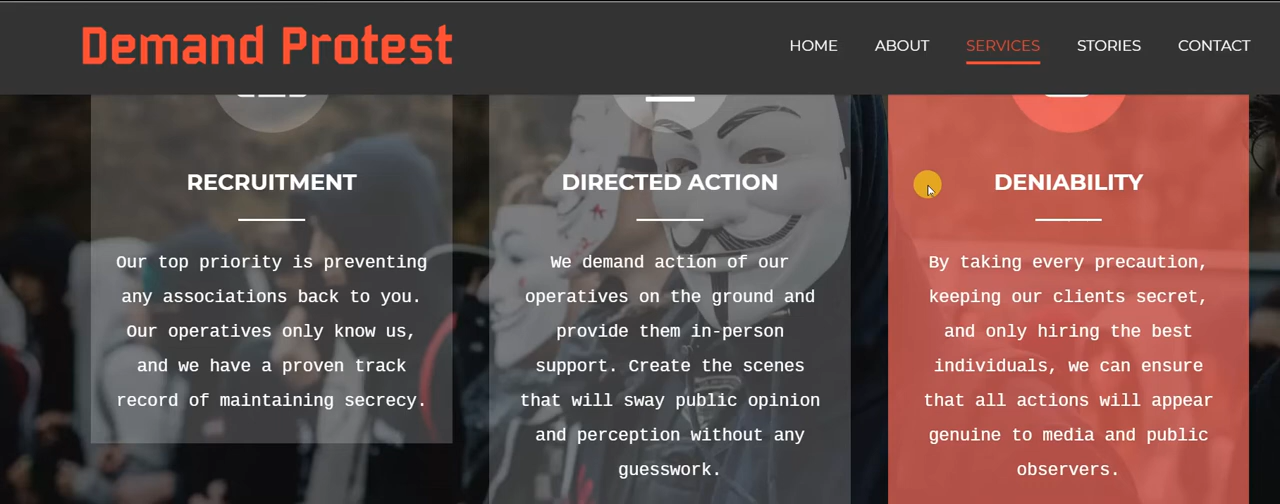 Demand Protest
HOME ABOUT SERVICES STORIES CONTACT
RECRUITMENT
Our top priority is preventing
any associations back to you.
Our operatives only know us,
and we have a proven track
record of maintaining secrecy.
DIRECTED ACTION
We demand action of our
operatives on the ground and
provide them in-person
support. Create the scenes
that will sway public opinion
and perception without any
guesswork.
DENIABILITY
By taking every precaution,
keeping our clients secret,
and only hiring the best
individuals, we can ensure
that all actions will appear
genuine to media and public
observers.